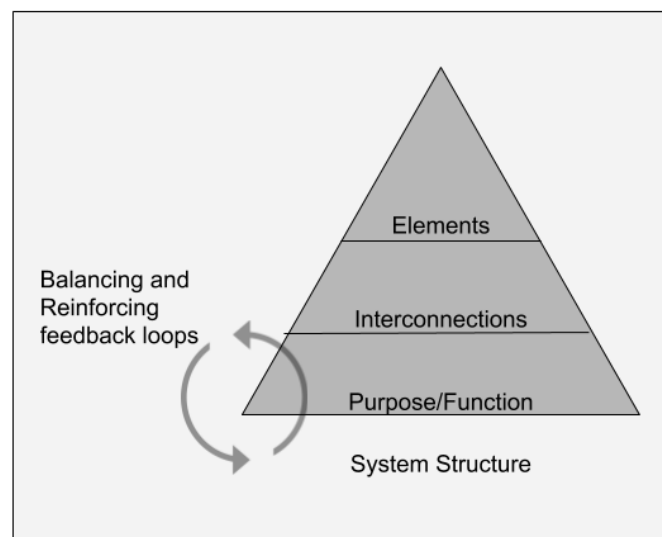 Elements
Balancing and
Reinforcing
feedback loops
Interconnections
Purpose/Function
System Structure